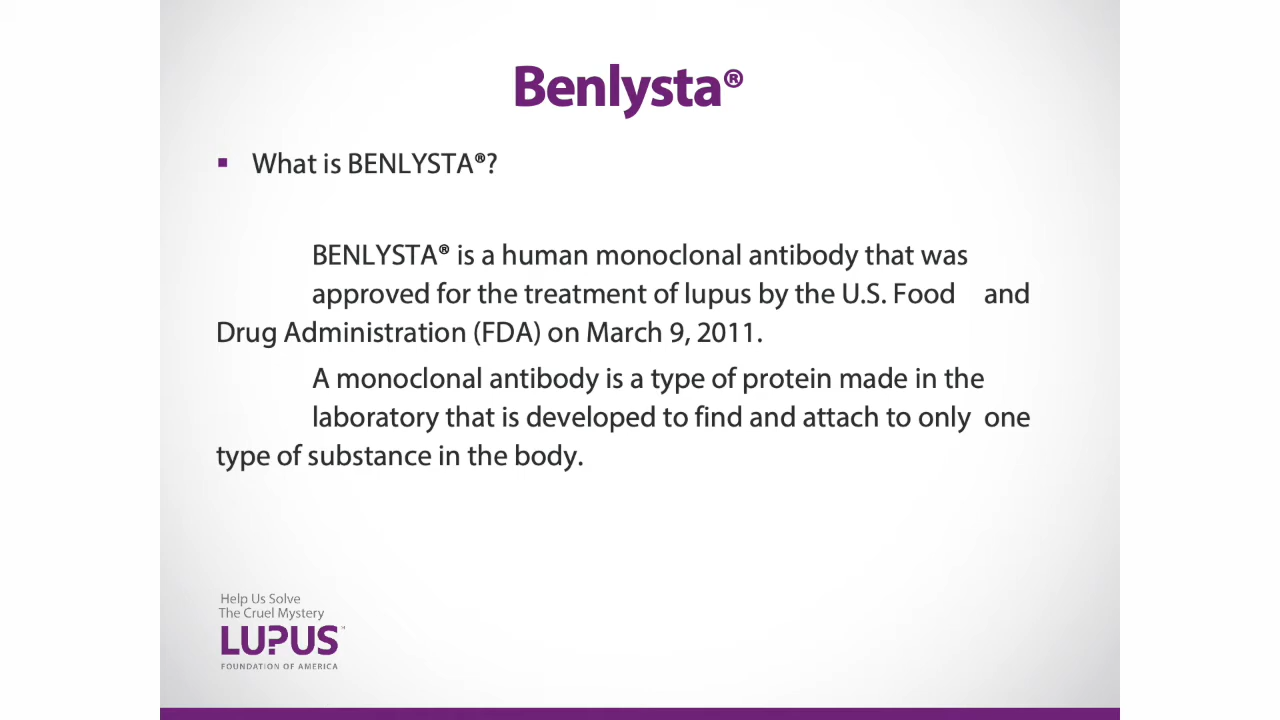 Benlysta®
▪ What is BENLYSTA®?
BENLYSTA® is a human monoclonal antibody that was
approved for the treatment of lupus by the U.S. Food and
Drug Administration (FDA) on March 9, 2011.
A monoclonal antibody is a type of protein made in the
laboratory that is developed to find and attach to only one
type of substance in the body.
Help Us Solve
The Cruel Mystery
LUPUS™
FOUNDATION OF AMERICA